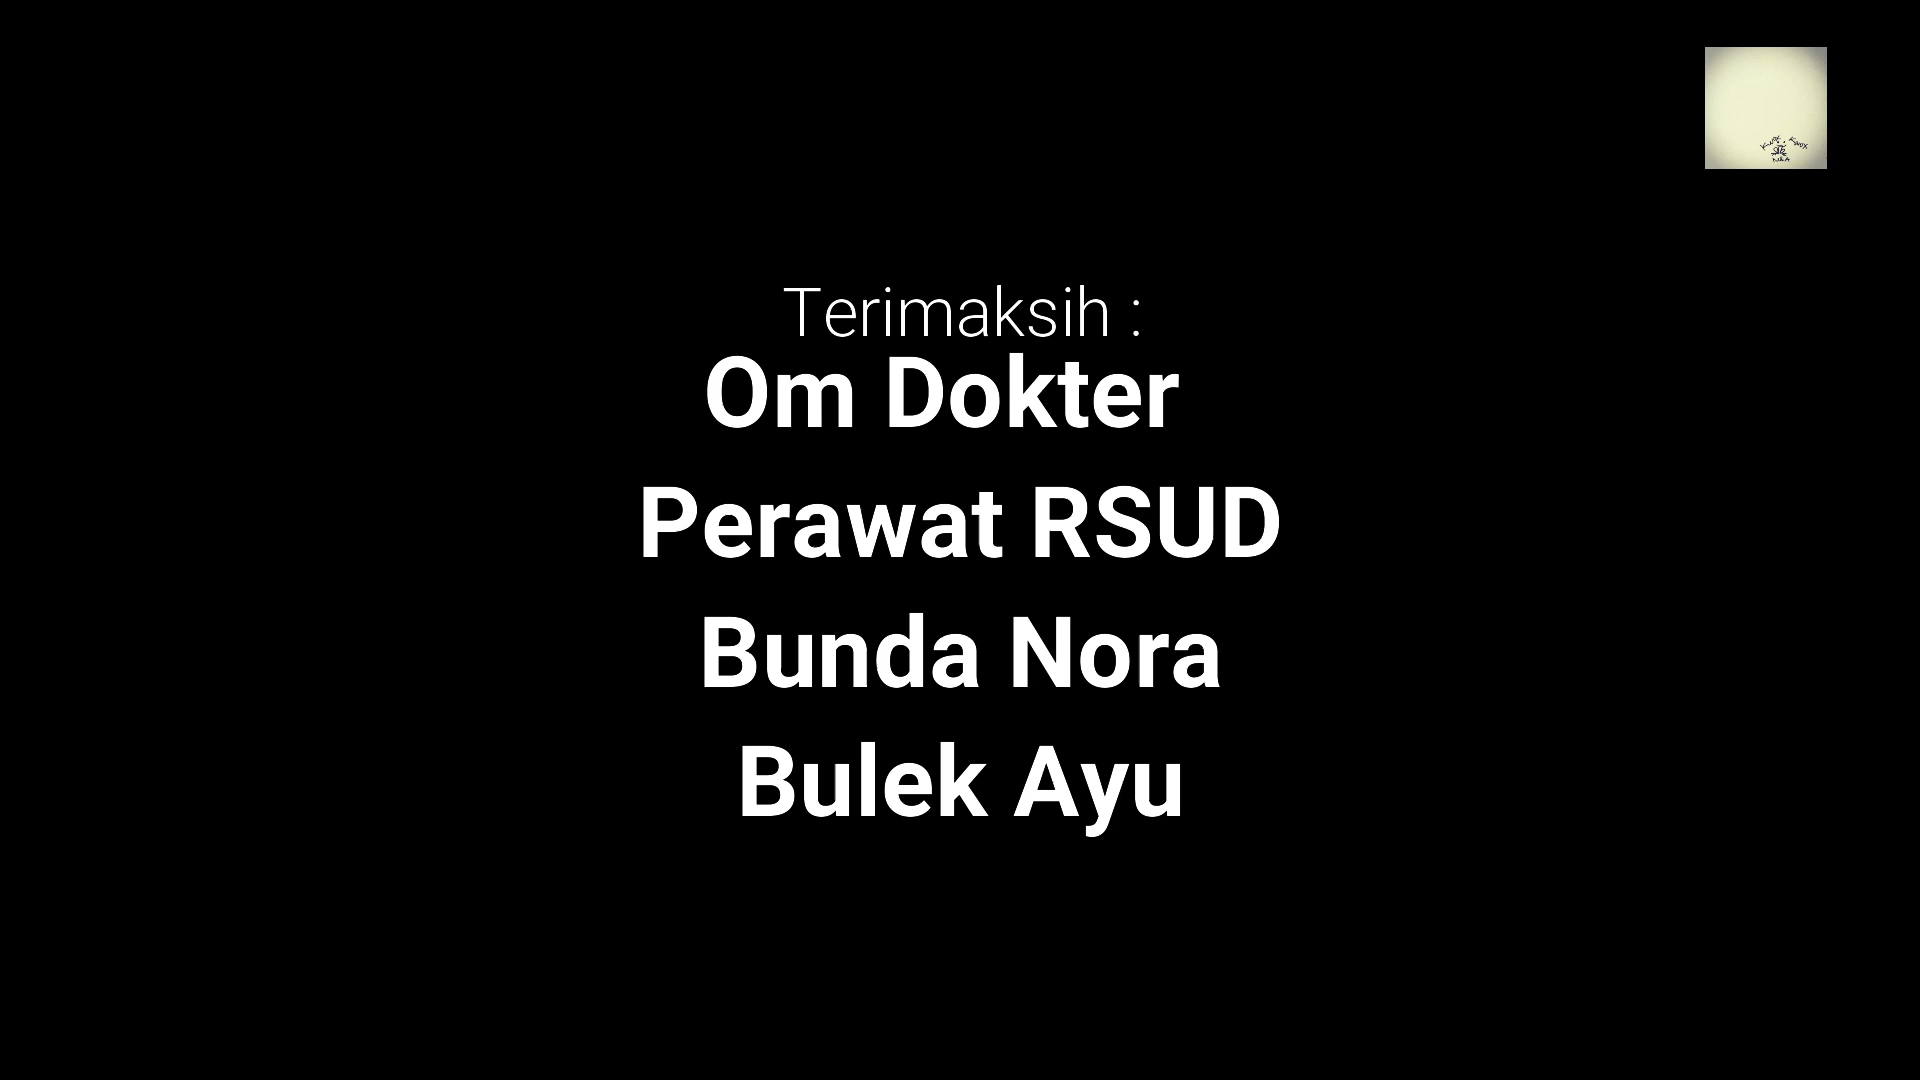 Terimaksih :
Om Dokter
Perawat RSUD
Bunda Nora
Bulek Ayu